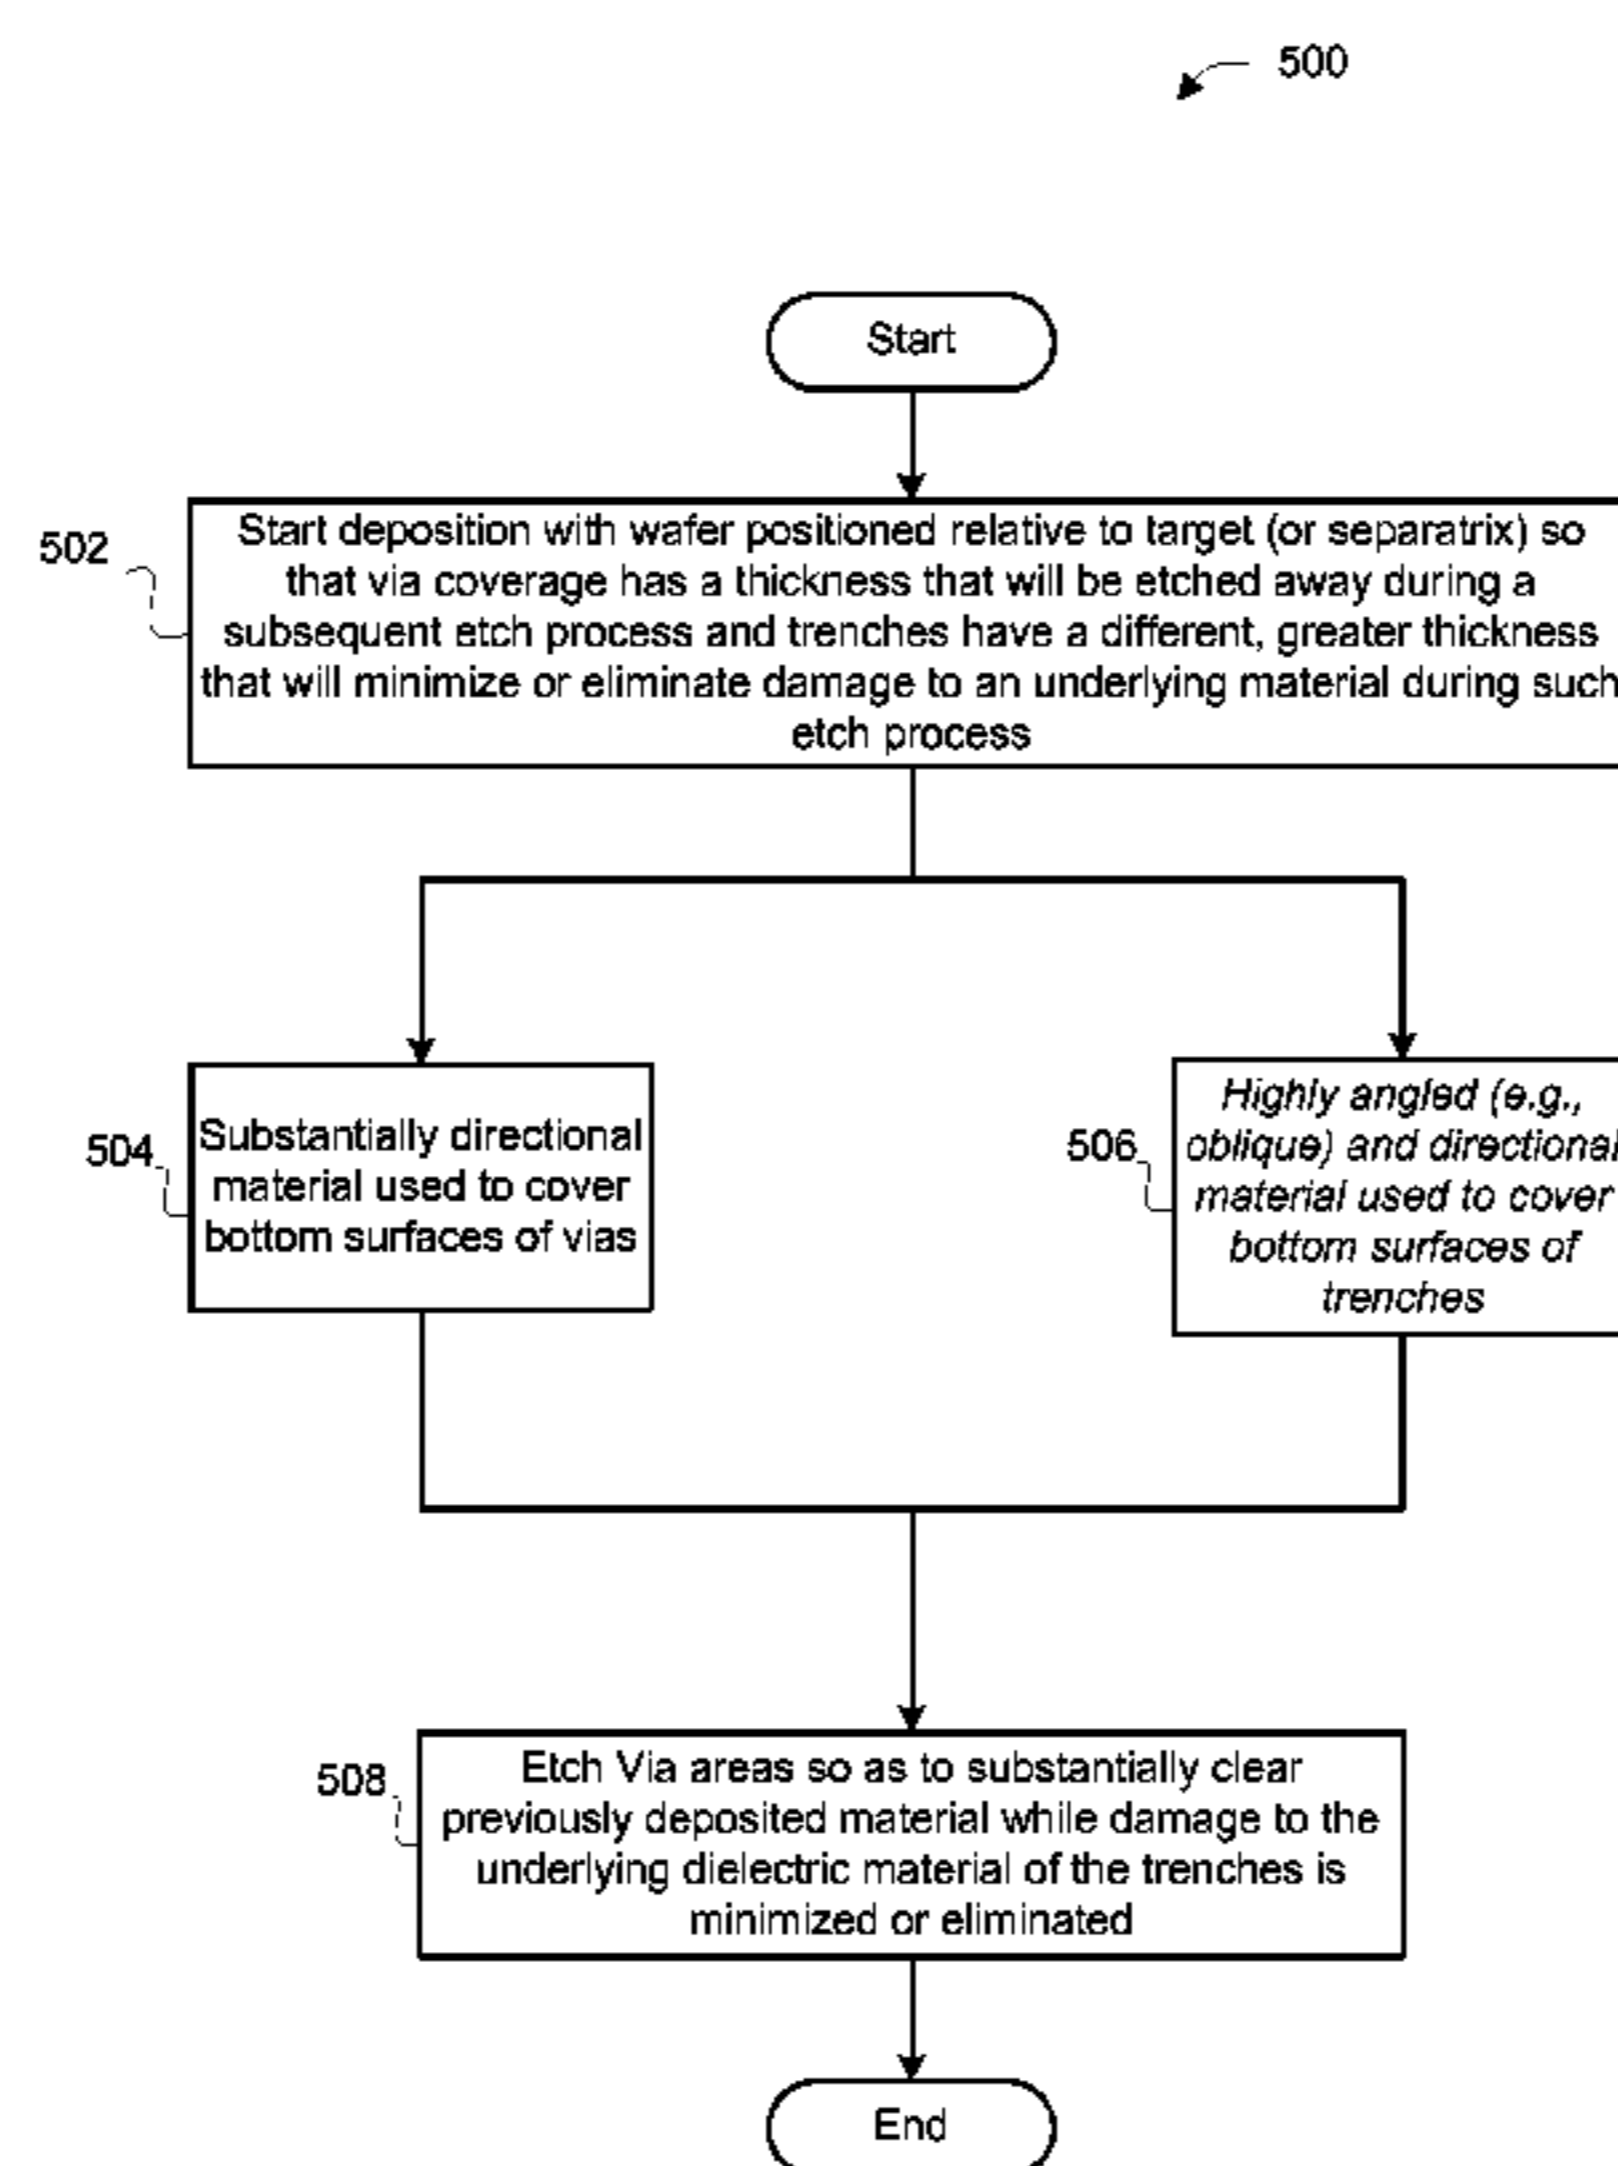 500
Start
502
Start deposition with wafer positioned relative to target (or separatrix) so
that via coverage has a thickness that will be etched away during a
subsequent etch process and trenches have a different, greater thickness
that will minimize or eliminate damage to an underlying material during such
etch process
504
Substantially directional
material used to cover
bottom surfaces of vias
506
Highly angled (e.g.,
oblique) and directional
material used to cover
bottom surfaces of
trenches
508
Etch Via areas so as to substantially clear
previously deposited material while damage to the
underlying dielectric material of the trenches is
minimized or eliminated
End